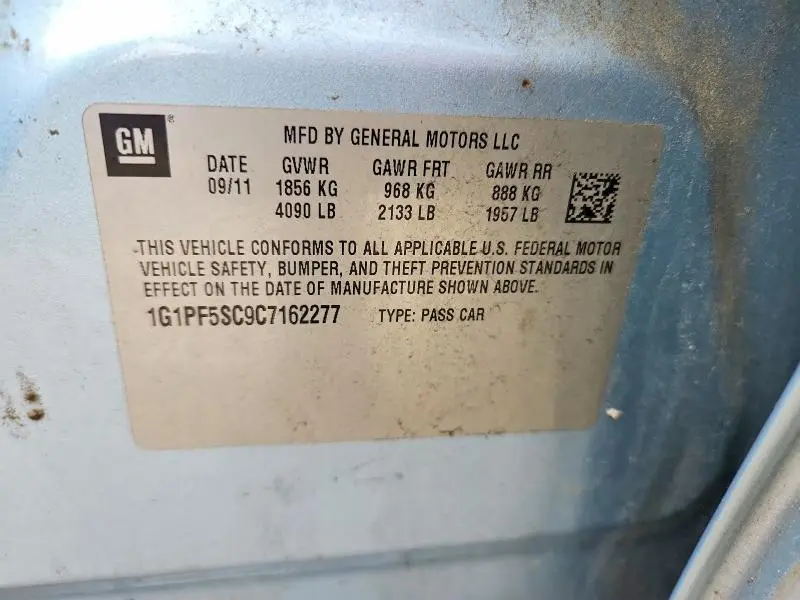 GM®
MFD BY GENERAL MOTORS LLC
DATE GVWR GAWR FRT GAWR RR
09/11 1856 KG 968 KG 888 KG
4090 LB 2133 LB 1957 LB
THIS VEHICLE CONFORMS TO ALL APPLICABLE U.S. FEDERAL MOTOR
VEHICLE SAFETY, BUMPER, AND THEFT PREVENTION STANDARDS IN
EFFECT ON THE DATE OF MANUFACTURE SHOWN ABOVE.
1G1PF5SC9C7162277 TYPE: PASS CAR